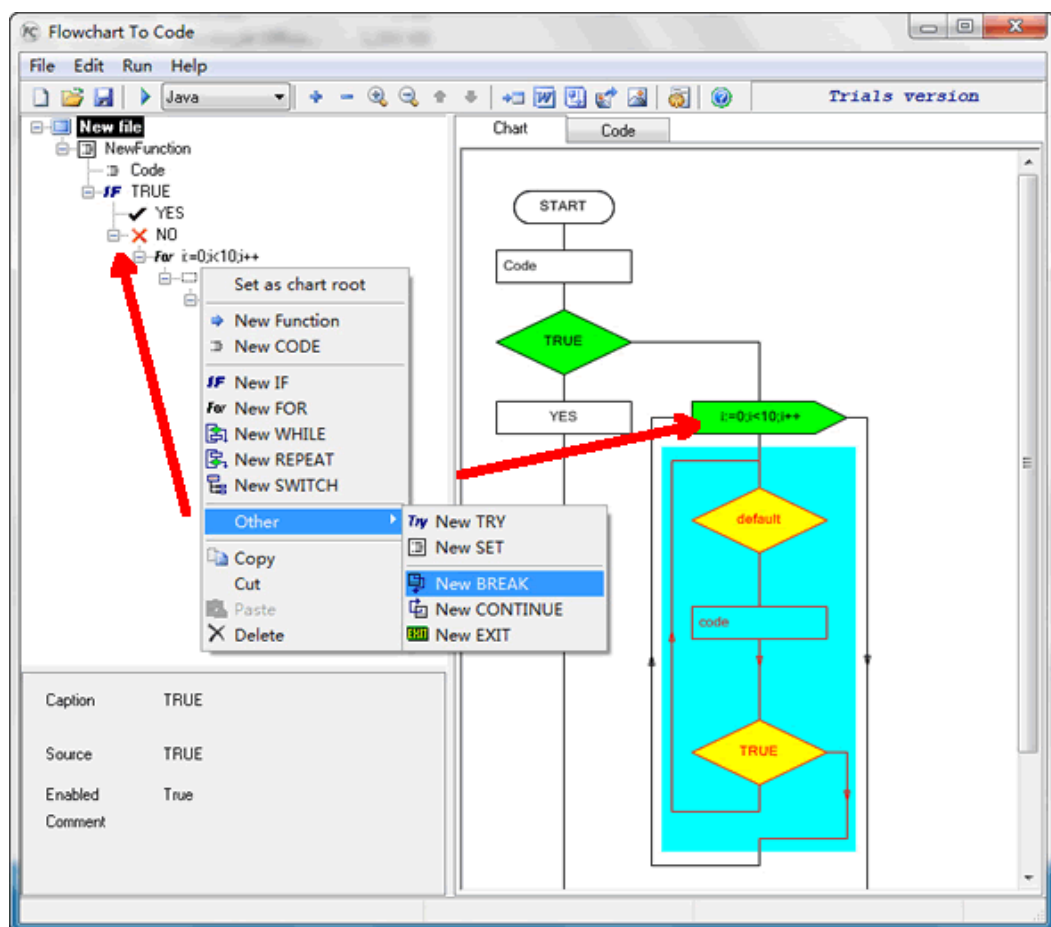 Flowchart To Code
File Edit Run Help
Java
Trials version
New file
NewFunction
Code
IF TRUE
YES
NO
For i:=0;i<10;i++
Set as chart root
New Function
New CODE
IF New IF
For New FOR
New WHILE
New REPEAT
New SWITCH
Other
Copy
Cut
Paste
Delete
Try New TRY
New SET
New BREAK
New CONTINUE
EXIT New EXIT
Caption TRUE
Source TRUE
Enabled True
Comment
Chart Code
START
Code
TRUE
YES
i:=0;i<10;i++
default
code
TRUE